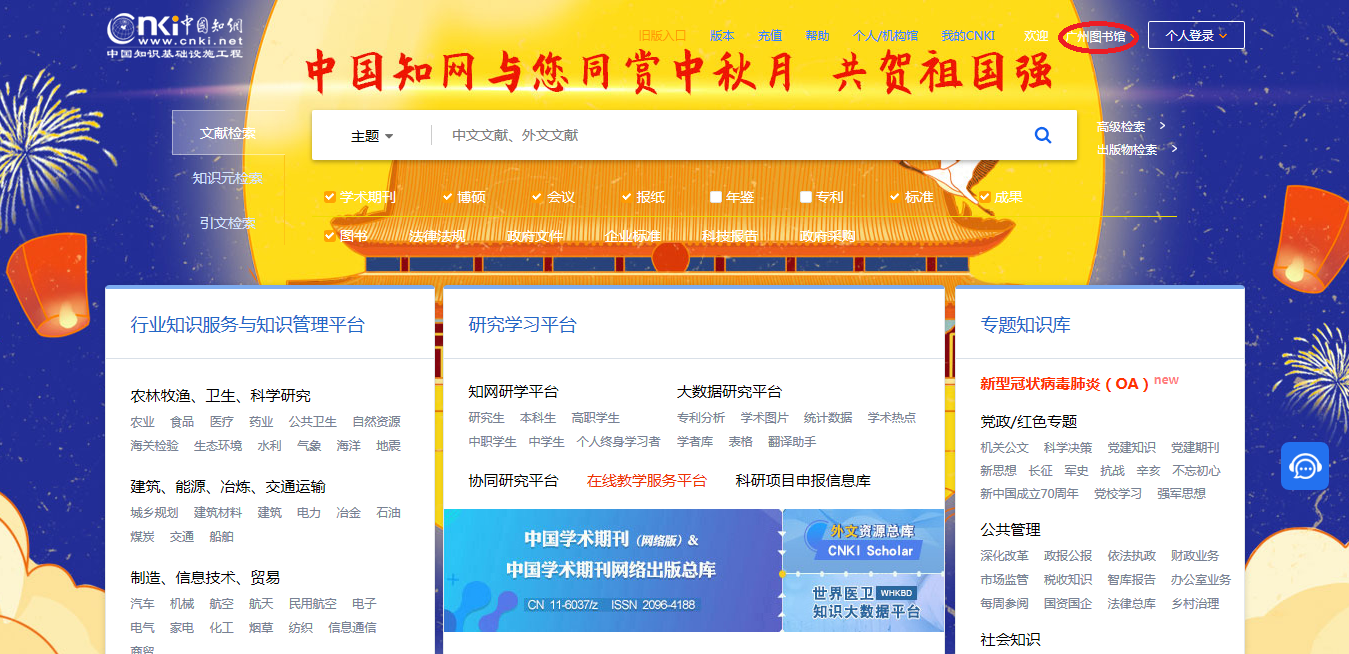 Cnki中国知网
www.cnki.net
中国知识基础设施工程
旧版入口 版本 充值 帮助 个人/机构馆 我的CNKI 欢迎 广州图书馆 个人登录
中国知网与您同赏中秋月 共贺祖国强
文献检索
知识元检索
引文检索
主题 中文文献、外文文献
高级检索 >
出版物检索 >
学术期刊 博硕 会议 报纸 年鉴 专利 标准 成果
图书 法律法规 政府文件 企业标准 科技报告 政府采购
行业知识服务与知识管理平台
农林牧渔、卫生、科学研究
农业 食品 医疗 药业 公共卫生 自然资源
海关检验 生态环境 水利 气象 海洋 地震
建筑、能源、冶炼、交通运输
城乡规划 建筑材料 建筑 电力 冶金 石油
煤炭 交通 船舶
制造、信息技术、贸易
汽车 机械 航空 航天 民用航空 电子
电气 家电 化工 烟草 纺织 信息通信
商贸
研究学习平台
知网研学平台
研究生 本科生 高职学生
中职学生 中学生 个人终身学习者
大数据研究平台
专利分析 学术图片 统计数据 学术热点
学者库 表格 翻译助手
协同研究平台 在线教学服务平台 科研项目申报信息库
中国学术期刊（网络版）&
中国学术期刊网络出版总库
CN 11-6037/z ISSN 2096-4188
外文资源总库
CNKI Scholar
世界医卫 WHKBD
知识大数据平台
专题知识库
新型冠状病毒肺炎（OA）new
党政/红色专题
机关公文 科学决策 党建知识 党建期刊
新思想 长征 军史 抗战 辛亥 不忘初心
新中国成立70周年 党校学习 强军思想
公共管理
深化改革 政报公报 依法执政 财政业务
市场监管 税收知识 智库报告 办公室业务
每周参阅 国资国企 法律总库 乡村治理
社会知识